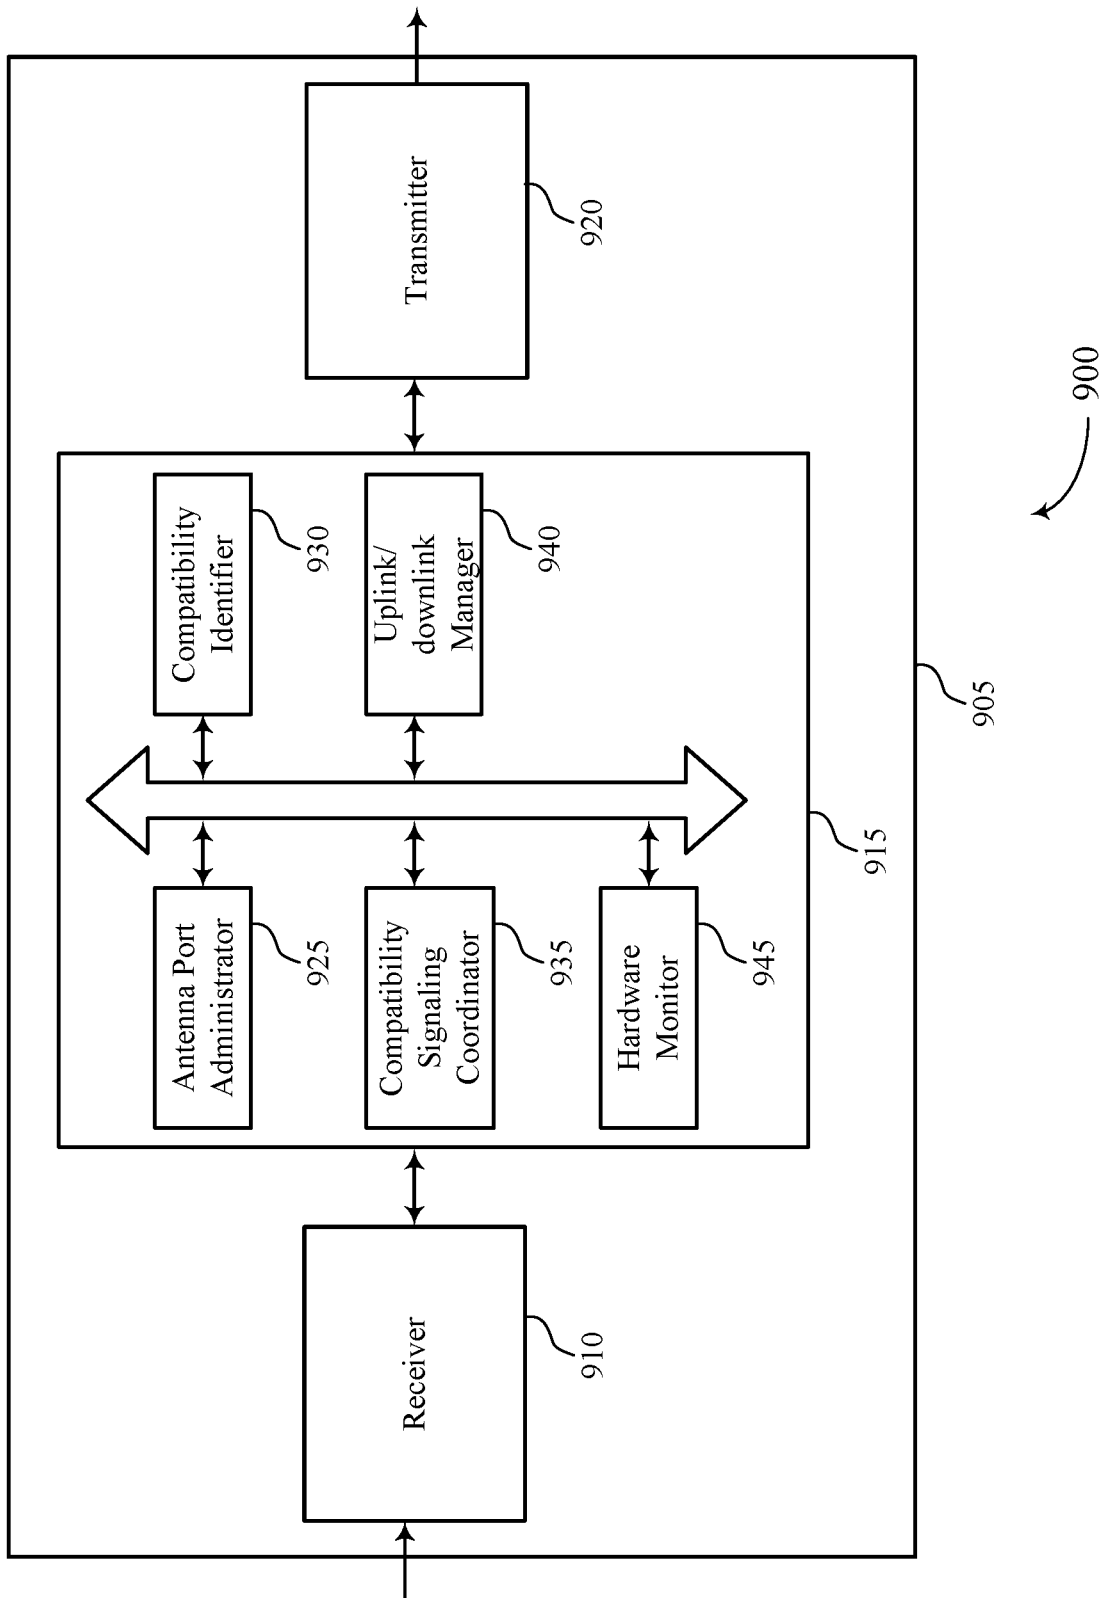 Receiver
910
Antenna Port
Administrator
925
Compatibility
Signaling
Coordinator
935
Hardware
Monitor
945
Compatibility
Identifier
930
Uplink/
downlink
Manager
940
915
Transmitter
920
905
900